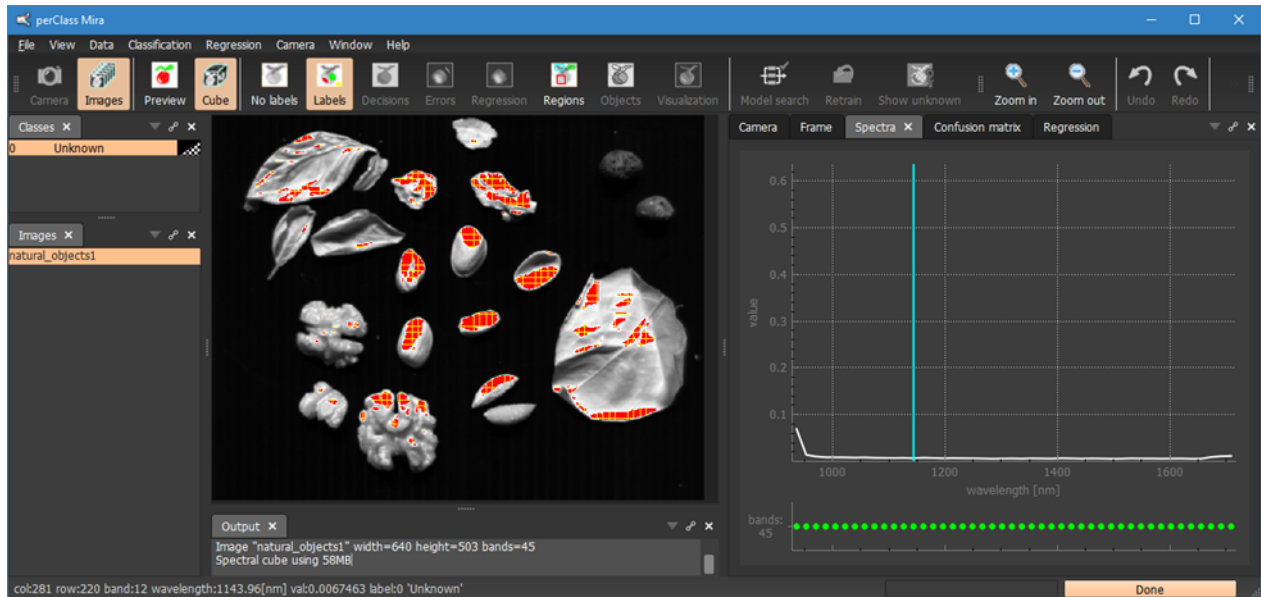 perClass Mira
File View Data Classification Regression Camera Window Help
Camera Images Preview Cube No labels Labels Decisions Errors Regression Regions Objects Visualization Model search Retrain Show unknown Zoom in Zoom out Undo Redo
Classes
0 Unknown
Images
natural_objects1
Output
Image "natural_objects1" width=640 height=503 bands=45
Spectral cube using 58MB
Camera Frame Spectra Confusion matrix Regression
0.6
0.5
0.4
value
0.3
0.2
0.1
1000 1200 1400 1600
wavelength [nm]
bands:
45
col:281 row:220 band:12 wavelength:1143.96[nm] val:0.0067463 label:0 'Unknown'
Done